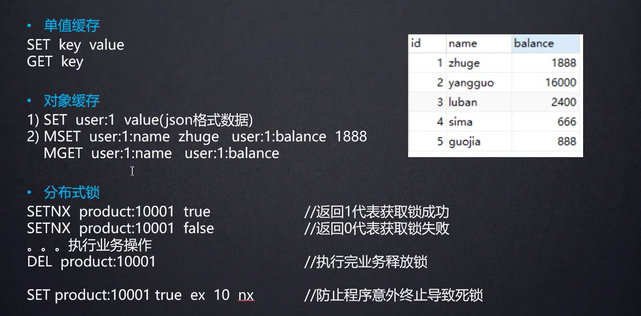 • 单值缓存
SET key value
GET key
• 对象缓存
1) SET user:1 value(json格式数据)
2) MSET user:1:name zhuge user:1:balance 1888
MGET user:1:name user:1:balance
• 分布式锁
SETNX product:10001 true //返回1代表获取锁成功
SETNX product:10001 false //返回0代表获取锁失败
。。。执行业务操作
DEL product:10001 //执行完业务释放锁
SET product:10001 true ex 10 nx //防止程序意外终止导致死锁
id name balance
1 zhuge 1888
2 yangguo 16000
3 luban 2400
4 sima 666
5 guojia 888